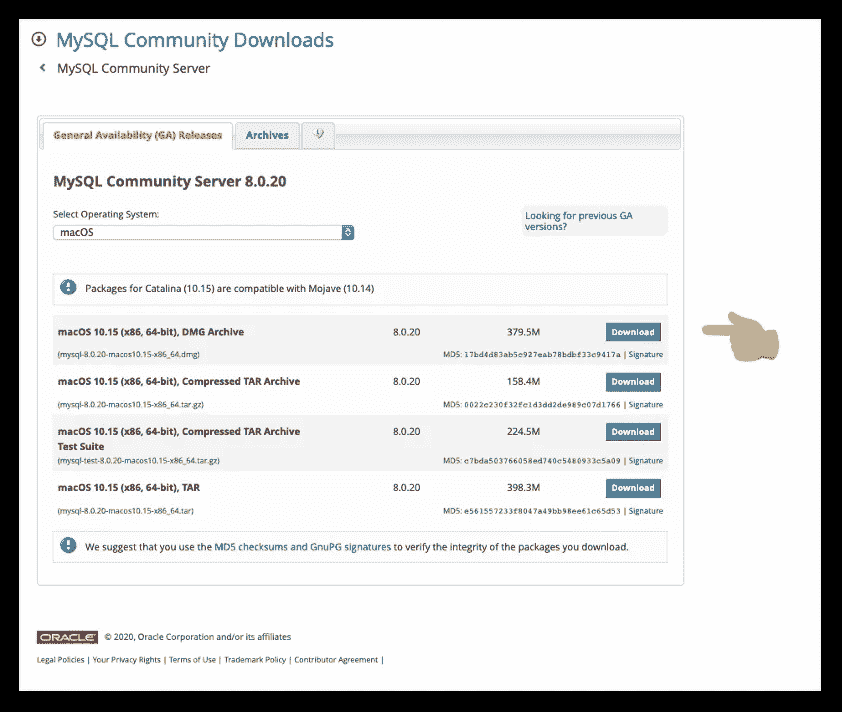 MySQL Community Downloads
MySQL Community Server
General Availability (GA) Releases
Archives
MySQL Community Server 8.0.20
Select Operating System:
macOS
Looking for previous GA
versions?
Packages for Catalina (10.15) are compatible with Mojave (10.14)
macOS 10.15 (x86, 64-bit), DMG Archive 8.0.20 379.5M Download
(mysql-8.0.20-macos10.15-x86_64.dmg) MD5: | Signature
macOS 10.15 (x86, 64-bit), Compressed TAR Archive 8.0.20 158.4M Download
(mysql-8.0.20-macos10.15-x86_64.tar.gz) MD5: | Signature
macOS 10.15 (x86, 64-bit), Compressed TAR Archive 8.0.20 224.5M Download
Test Suite
(mysql-test-8.0.20-macos10.15-x86_64.tar.gz) MD5: | Signature
macOS 10.15 (x86, 64-bit), TAR 8.0.20 398.3M Download
(mysql-8.0.20-macos10.15-x86_64.tar) MD5: | Signature
We suggest that you use the MD5 checksums and GnuPG signatures to verify the integrity of the packages you download.
ORACLE © 2020, Oracle Corporation and/or its affiliates
Legal Policies | Your Privacy Rights | Terms of Use | Trademark Policy | Contributor Agreement |